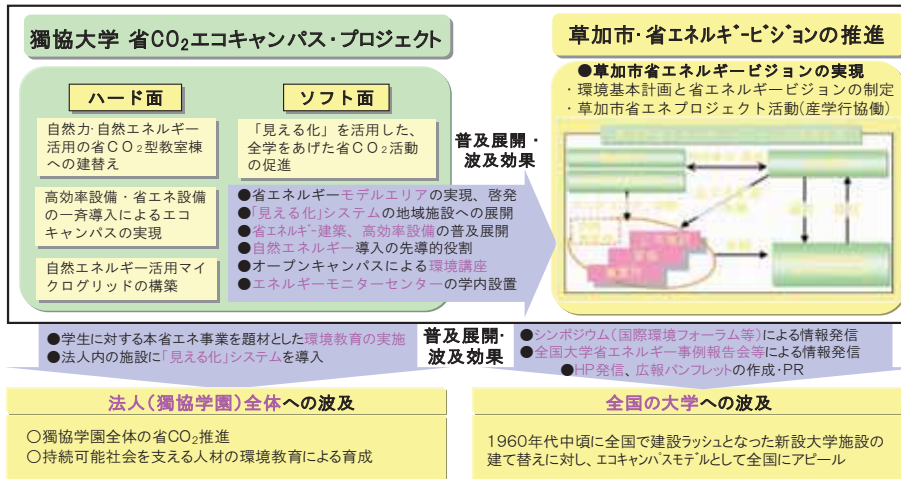 獨協大学 省CO₂エコキャンパス・プロジェクト
ハード面
自然力・自然エネルギー
活用の省CO₂型教室棟
への建替え
高効率設備・省エネ設備
の一斉導入によるエコ
キャンパスの実現
自然エネルギー活用マイ
クログリッドの構築
ソフト面
「見える化」を活用した、
全学をあげた省CO₂活動
の促進
普及展開・
波及効果
●省エネルギーモデルエリアの実現、啓発
●「見える化」システムの地域施設への展開
●省エネルギー建築、高効率設備の普及展開
●自然エネルギー導入の先導的役割
●オープンキャンパスによる環境講座
●エネルギーモニターセンターの学内設置
草加市・省エネルギービジョンの推進
●草加市省エネルギービジョンの実現
・環境基本計画と省エネルギービジョンの制定
・草加市省エネプロジェクト活動(産学行協働)
●学生に対する本省エネ事業を題材とした環境教育の実施
●法人内の施設に「見える化」システムを導入
普及展開・
波及効果
●シンポジウム(国際環境フォーラム等)による情報発信
●全国大学省エネルギー事例報告会等による情報発信
●HP発信、広報パンフレットの作成・PR
法人(獨協学園)全体への波及
○獨協学園全体の省CO₂推進
○持続可能社会を支える人材の環境教育による育成
全国の大学への波及
1960年代中頃に全国で建設ラッシュとなった新設大学施設の
建て替えに対し、エコキャンパスモデルとして全国にアピール